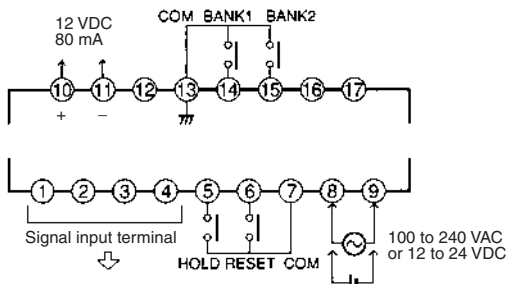 12 VDC
80 mA
COM BANK1 BANK2
10 11 12 13 14 15 16 17
+ −
1 2 3 4 5 6 7 8 9
Signal input terminal
HOLD RESET COM
100 to 240 VAC
or 12 to 24 VDC